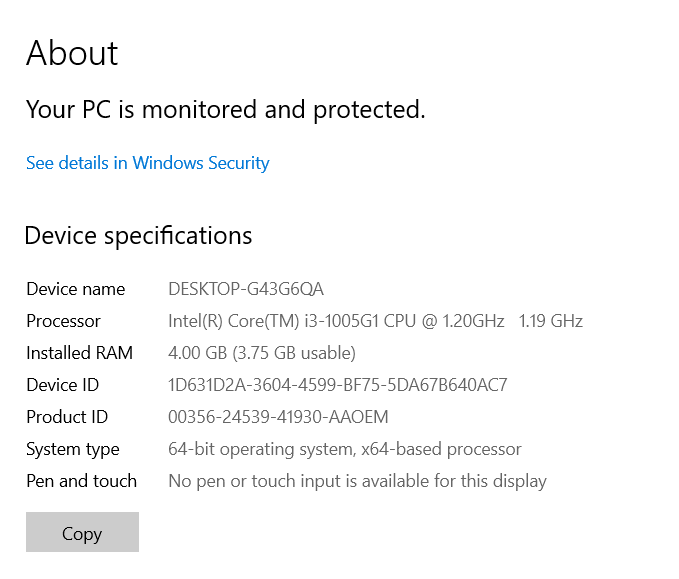 About
Your PC is monitored and protected.
See details in Windows Security
Device specifications
Device name DESKTOP-G43G6QA
Processor Intel(R) Core(TM) i3-1005G1 CPU @ 1.20GHz 1.19 GHz
Installed RAM 4.00 GB (3.75 GB usable)
Device ID 1D631D2A-3604-4599-BF75-5DA67B640AC7
Product ID 00356-24539-41930-AAOEM
System type 64-bit operating system, x64-based processor
Pen and touch No pen or touch input is available for this display
Copy